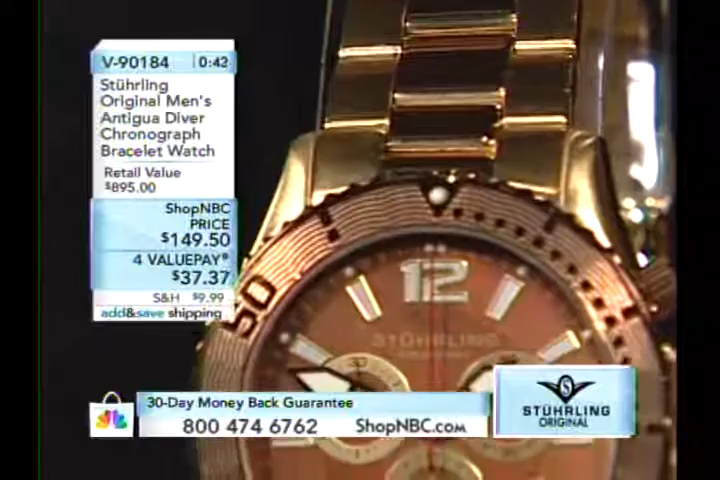 V-90184 0:42
Stührling
Original Men's
Antigua Diver
Chronograph
Bracelet Watch
Retail Value
$895.00
ShopNBC
PRICE
$149.50
4 VALUEPAY®
$37.37
S&H $9.99
add&save shipping
50
12
STÜHRLING
30
30-Day Money Back Guarantee
800 474 6762 ShopNBC.com
S
STÜHRLING
ORIGINAL